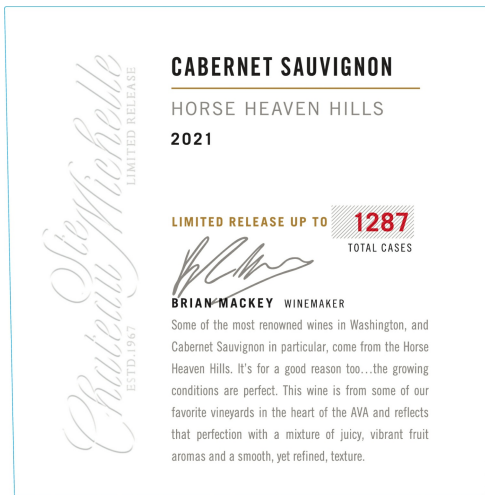 Chateau Ste Michelle
ESTD.1967
LIMITED RELEASE
CABERNET SAUVIGNON
HORSE HEAVEN HILLS
2021
LIMITED RELEASE UP TO 1287
TOTAL CASES
BRIAN MACKEY WINEMAKER
Some of the most renowned wines in Washington, and
Cabernet Sauvignon in particular, come from the Horse
Heaven Hills. It's for a good reason too...the growing
conditions are perfect. This wine is from some of our
favorite vineyards in the heart of the AVA and reflects
that perfection with a mixture of juicy, vibrant fruit
aromas and a smooth, yet refined, texture.